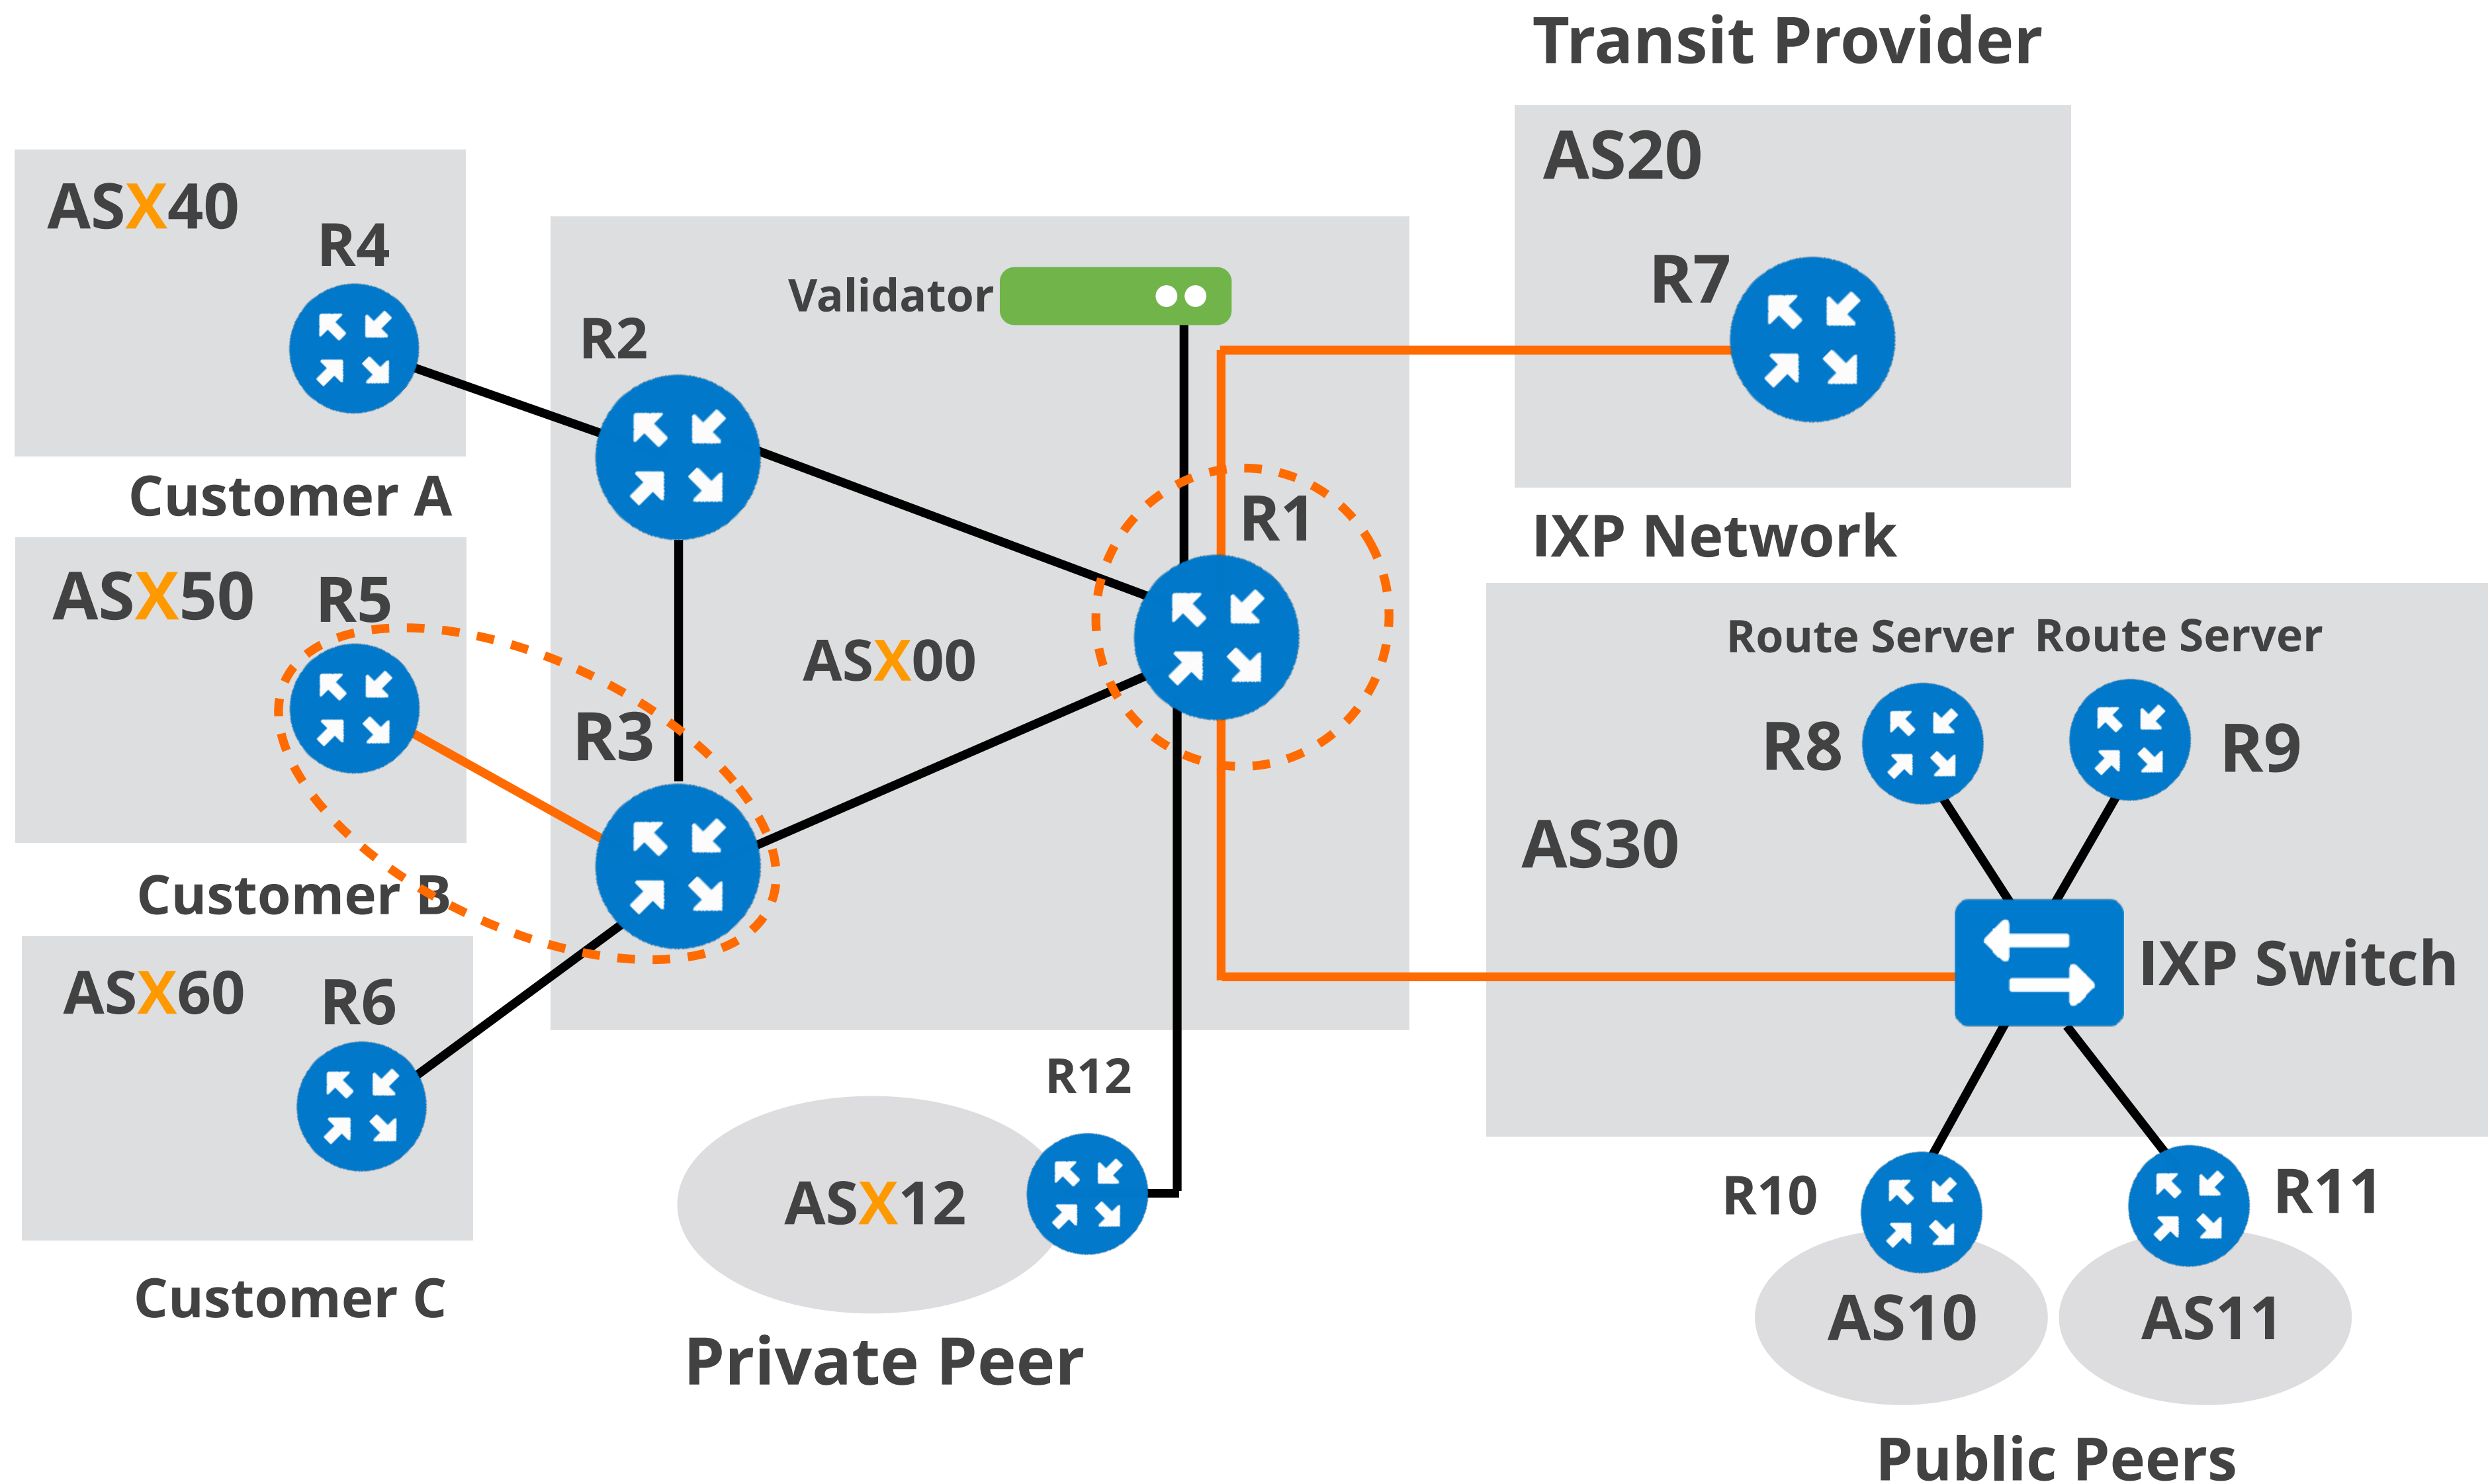 Transit Provider
AS20
R7
ASX40
R4
Customer A
Validator
R2
R1
IXP Network
ASX50
R5
ASX00
R3
Customer B
Route Server
Route Server
R8
R9
AS30
IXP Switch
ASX60
R6
Customer C
R12
ASX12
Private Peer
R10
R11
AS10
AS11
Public Peers